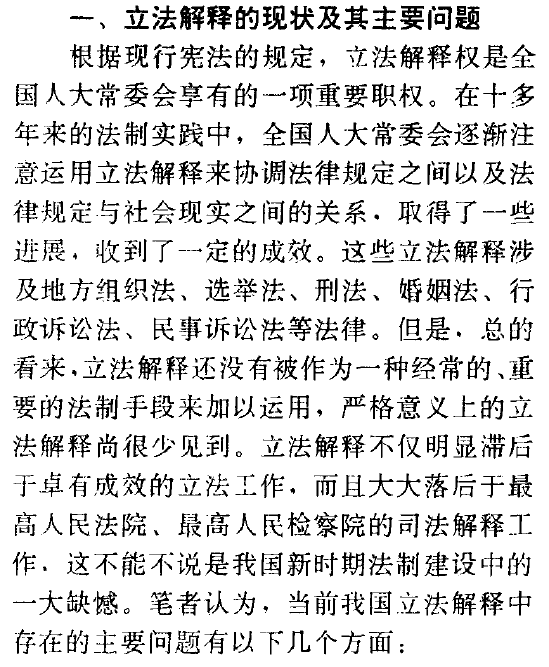 一、立法解释的现状及其主要问题
根据现行宪法的规定，立法解释权是全
国人大常委会享有的一项重要职权。在十多
年来的法制实践中，全国人大常委会逐渐注
意运用立法解释来协调法律规定之间以及法
律规定与社会现实之间的关系，取得了一些
进展，收到了一定的成效。这些立法解释涉
及地方组织法、选举法、刑法、婚姻法、行
政诉讼法、民事诉讼法等法律。但是，总的
看来，立法解释还没有被作为一种经常的、重
要的法制手段来加以运用，严格意义上的立
法解释尚很少见到。立法解释不仅明显滞后
于卓有成效的立法工作，而且大大落后于最
高人民法院、最高人民检察院的司法解释工
作，这不能不说是我国新时期法制建设中的
一大缺憾。笔者认为，当前我国立法解释中
存在的主要问题有以下几个方面：